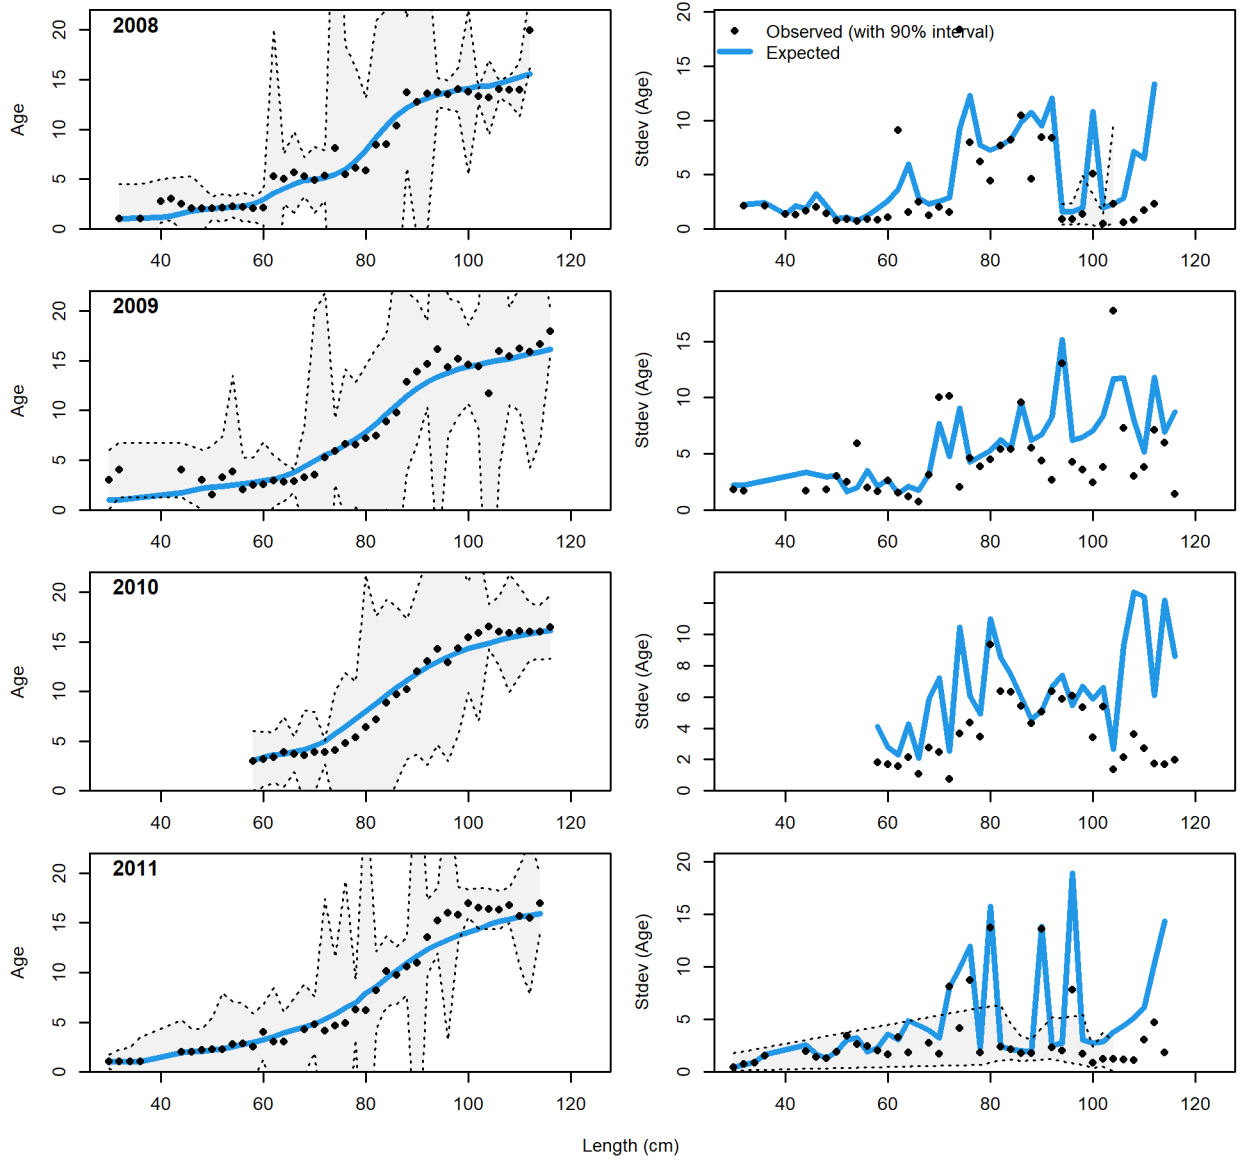 2008
Age
0 5 10 15 20
40 60 80 100 120
Observed (with 90% interval)
Expected
Stdev (Age)
0 5 10 15 20
40 60 80 100 120
2009
Age
0 5 10 15 20
40 60 80 100 120
Stdev (Age)
0 5 10 15
40 60 80 100 120
2010
Age
0 5 10 15 20
40 60 80 100 120
Stdev (Age)
0 2 4 6 8 10
40 60 80 100 120
2011
Age
0 5 10 15 20
40 60 80 100 120
Stdev (Age)
0 5 10 15 20
40 60 80 100 120
Length (cm)